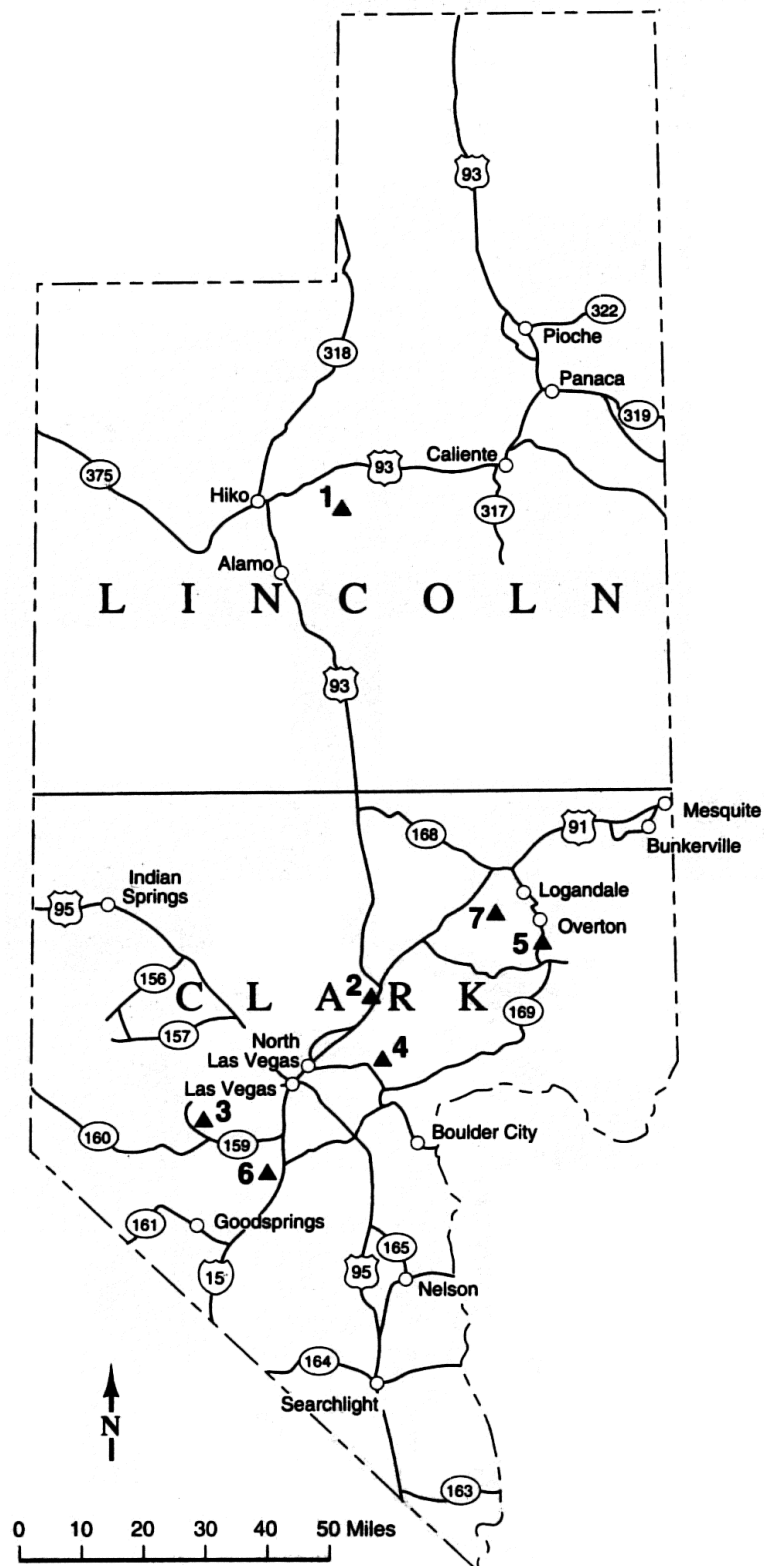 93
322
Pioche
318
Panaca
319
Caliente
93
375
Hiko
1
317
Alamo
L I N C O L N
93
Mesquite
91
168
Bunkerville
Indian
Springs
Logandale
95
7
Overton
5
156
2
C L A R K
169
157
North
Las Vegas
4
Las Vegas
3
160
159
Boulder City
6
161
Goodsprings
165
95
15
Nelson
164
Searchlight
N
163
0 10 20 30 40 50 Miles